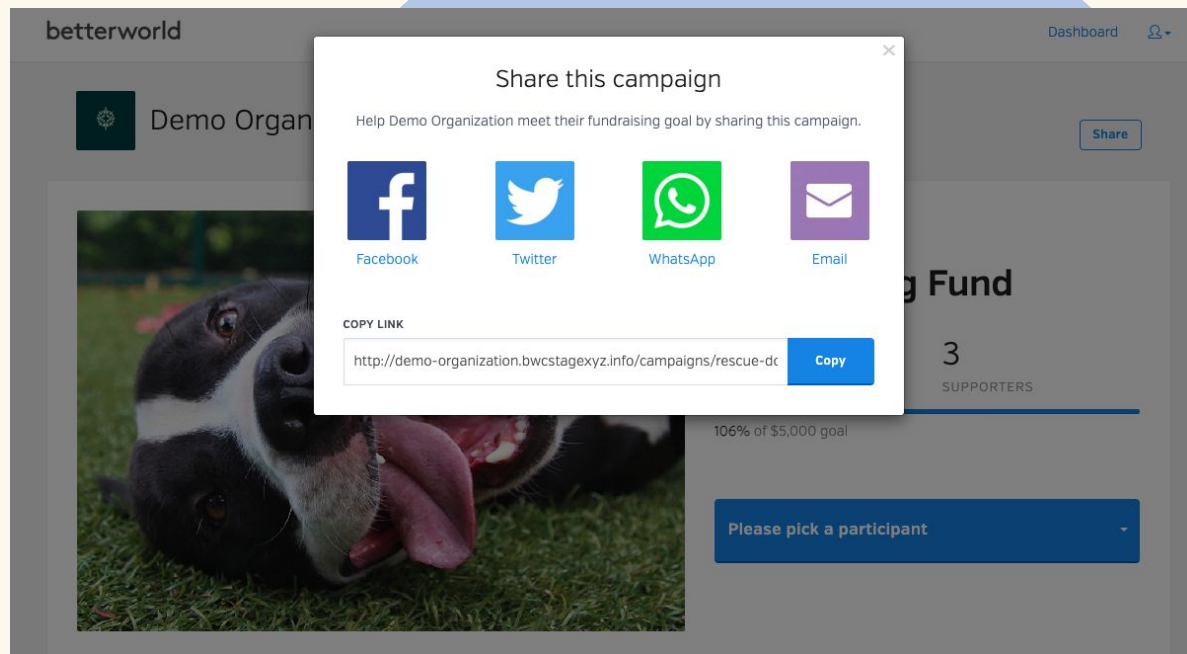 betterworld
Dashboard
Demo Organ
Share
×
Share this campaign
Help Demo Organization meet their fundraising goal by sharing this campaign.
Facebook
Twitter
WhatsApp
Email
COPY LINK
http://demo-organization.bwcstagexyz.info/campaigns/rescue-dc
Copy
g Fund
3
SUPPORTERS
106% of $5,000 goal
Please pick a participant